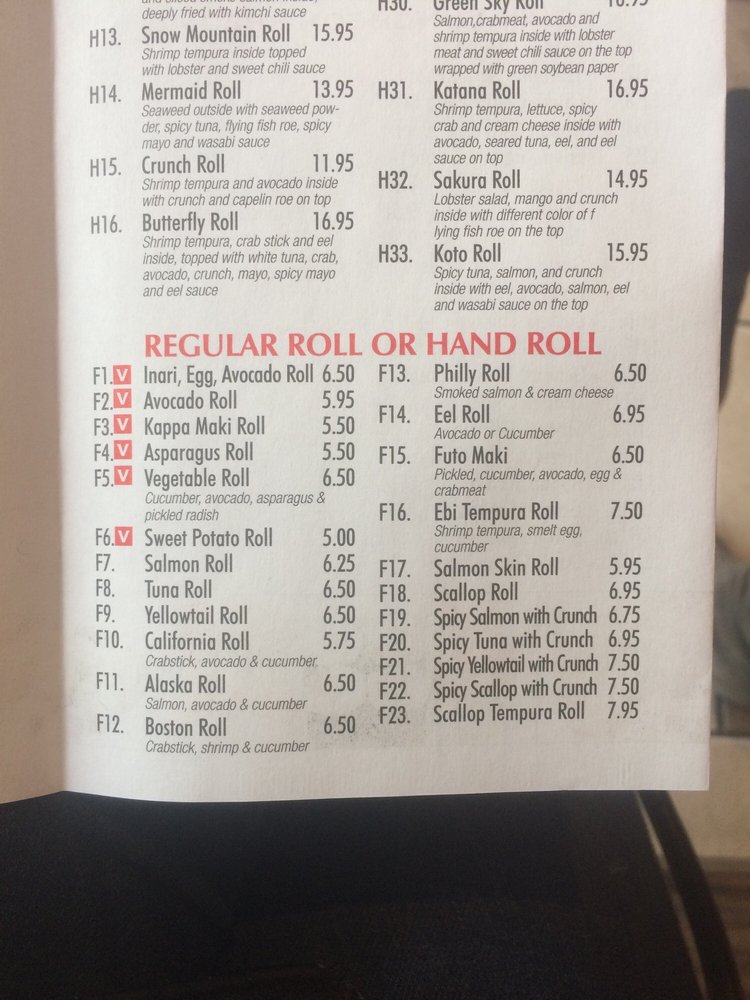 deeply fried with kimchi sauce
H13. Snow Mountain Roll 15.95
Shrimp tempura inside topped
with lobster and sweet chili sauce
H14. Mermaid Roll 13.95
Seaweed outside with seaweed pow-
der, spicy tuna, flying fish roe, spicy
mayo and wasabi sauce
H15. Crunch Roll 11.95
Shrimp tempura and avocado inside
with crunch and capelin roe on top
H16. Butterfly Roll 16.95
Shrimp tempura, crab stick and eel
inside, topped with white tuna, crab,
avocado, crunch, mayo, spicy mayo
and eel sauce
H30. Green Sky Roll
Salmon,crabmeat, avocado and
shrimp tempura inside with lobster
meat and sweet chili sauce on the top
wrapped with green soybean paper
H31. Katana Roll 16.95
Shrimp tempura, lettuce, spicy
crab and cream cheese inside with
avocado, seared tuna, eel, and eel
sauce on top
H32. Sakura Roll 14.95
Lobster salad, mango and crunch
inside with different color of f
lying fish roe on the top
H33. Koto Roll 15.95
Spicy tuna, salmon, and crunch
inside with eel, avocado, salmon, eel
and wasabi sauce on the top
REGULAR ROLL OR HAND ROLL
F1. V Inari, Egg, Avocado Roll 6.50
F2. V Avocado Roll 5.95
F3. V Kappa Maki Roll 5.50
F4. V Asparagus Roll 5.50
F5. V Vegetable Roll 6.50
Cucumber, avocado, asparagus &
pickled radish
F6. V Sweet Potato Roll 5.00
F7. Salmon Roll 6.25
F8. Tuna Roll 6.50
F9. Yellowtail Roll 6.50
F10. California Roll 5.75
Crabstick, avocado & cucumber
F11. Alaska Roll 6.50
Salmon, avocado & cucumber
F12. Boston Roll 6.50
Crabstick, shrimp & cucumber
F13. Philly Roll 6.50
Smoked salmon & cream cheese
F14. Eel Roll 6.95
Avocado or Cucumber
F15. Futo Maki 6.50
Pickled, cucumber, avocado, egg &
crabmeat
F16. Ebi Tempura Roll 7.50
Shrimp tempura, smelt egg,
cucumber
F17. Salmon Skin Roll 5.95
F18. Scallop Roll 6.95
F19. Spicy Salmon with Crunch 6.75
F20. Spicy Tuna with Crunch 6.95
F21. Spicy Yellowtail with Crunch 7.50
F22. Spicy Scallop with Crunch 7.50
F23. Scallop Tempura Roll 7.95